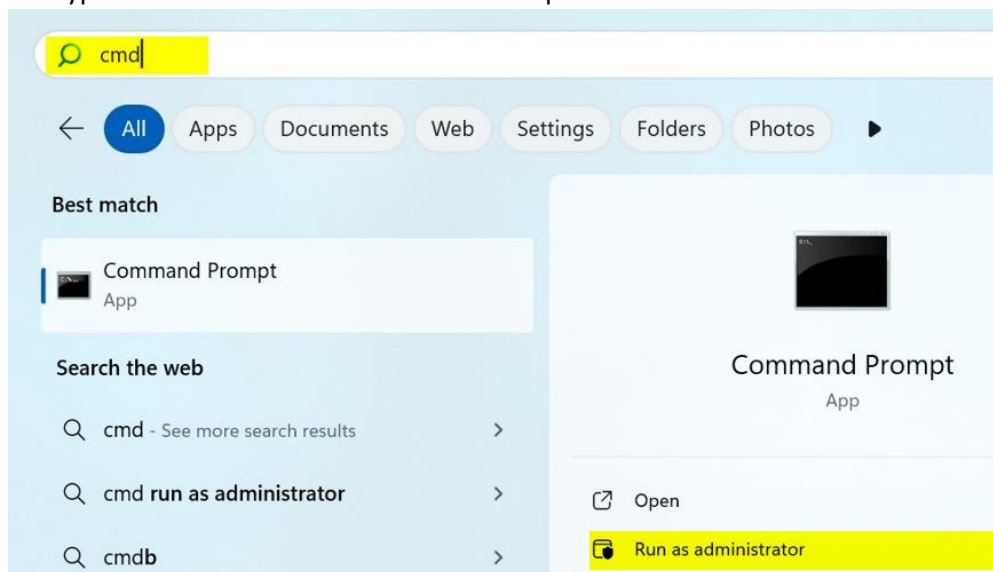 cmd
All Apps Documents Web Settings Folders Photos
Best match
Command Prompt
App
Search the web
cmd - See more search results
cmd run as administrator
cmdb
Command Prompt
App
Open
Run as administrator